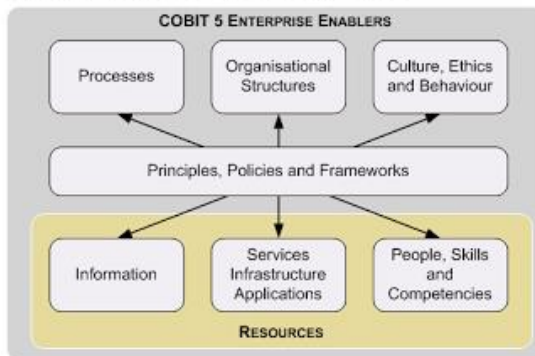 COBIT 5 ENTERPRISE ENABLERS
Processes
Organisational
Structures
Culture, Ethics
and Behaviour
Principles, Policies and Frameworks
Information
Services
Infrastructure
Applications
People, Skills
and
Competencies
RESOURCES